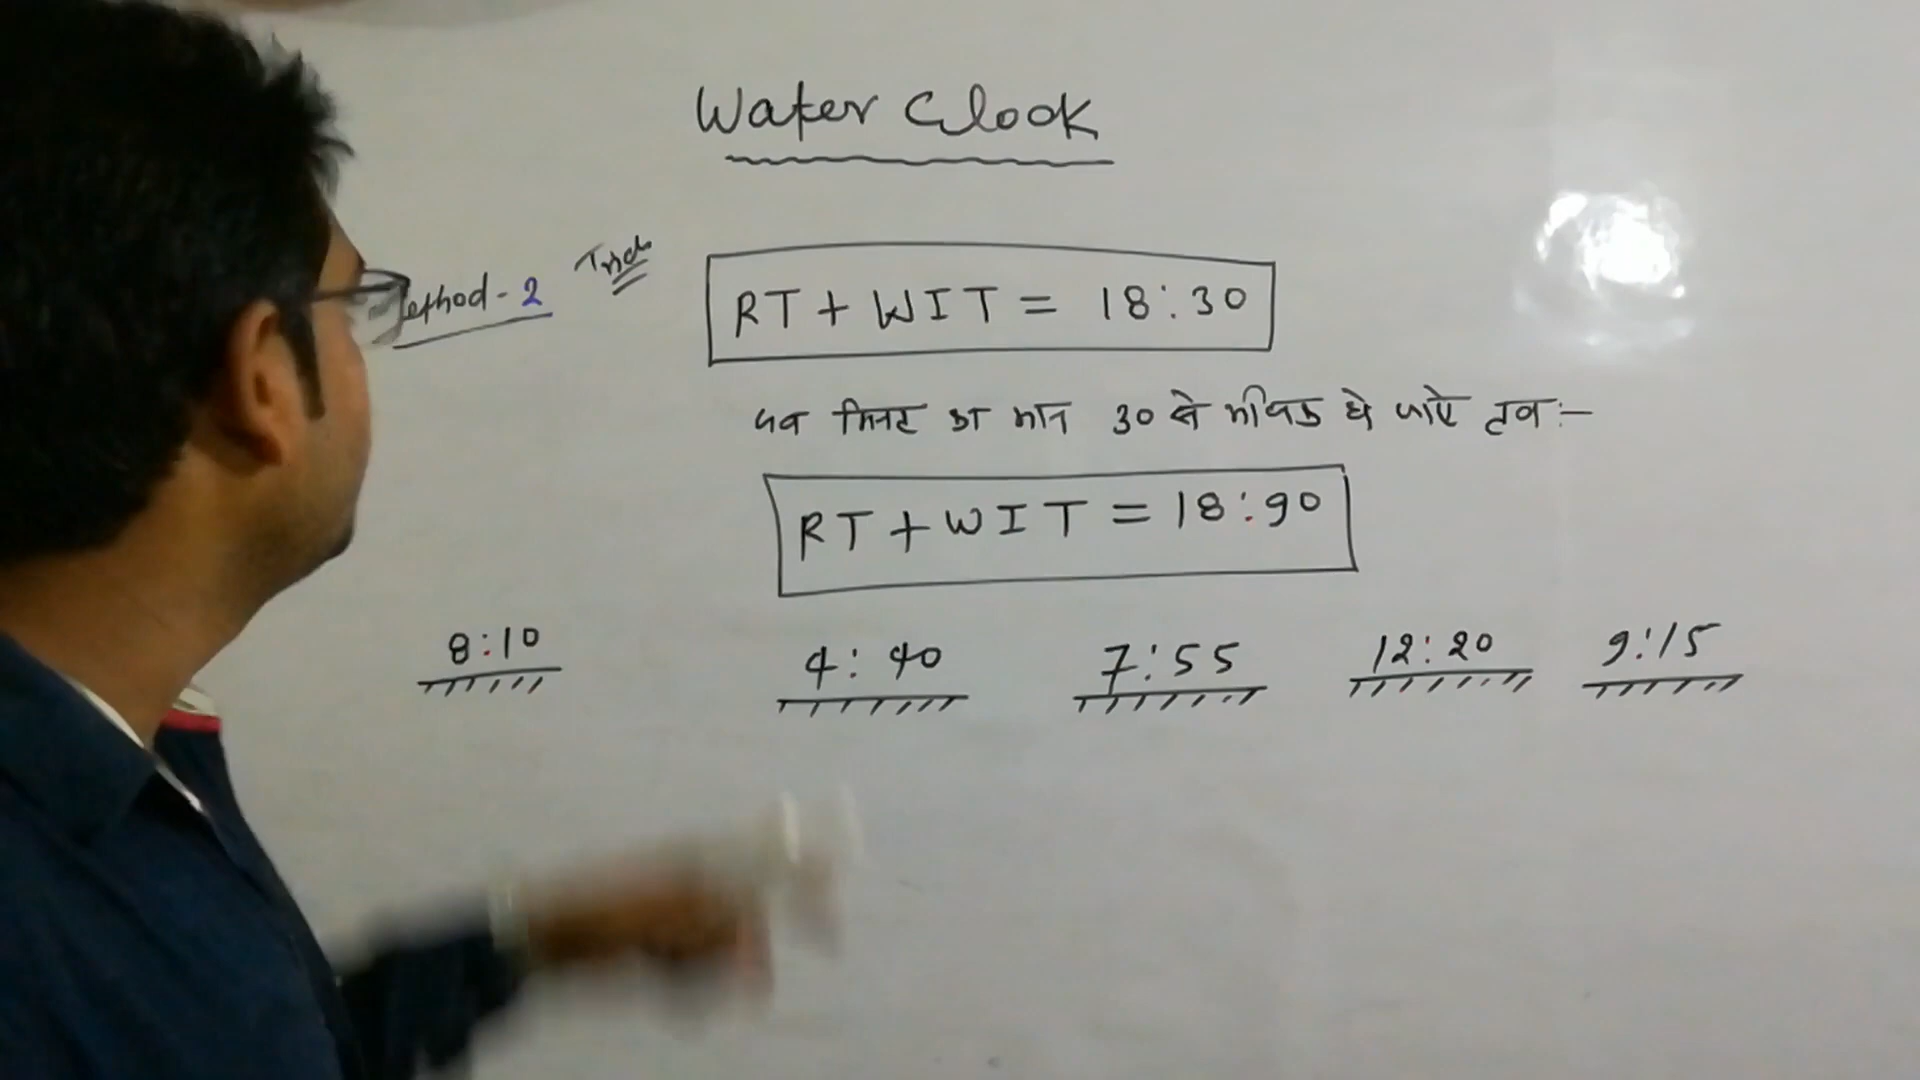 Water Clock
Method-2 Trick
RT + WIT = 18:30
जब मिनट का मान 30 से अधिक हो जाऐ तब:-
RT + WIT = 18:90
8:10 4:40 7:55 12:20 9:15